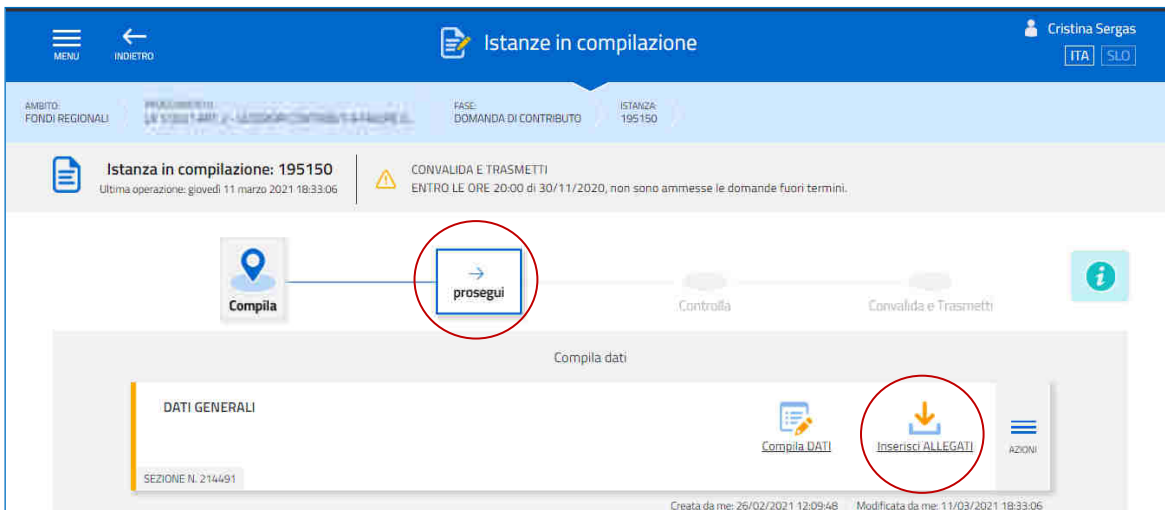 MENU
INDIETRO
Istanze in compilazione
Cristina Sergas
ITA SLO
AMBITO:
FONDI REGIONALI
FASE:
DOMANDA DI CONTRIBUTO
ISTANZA:
195150
Istanza in compilazione: 195150
Ultima operazione: giovedì 11 marzo 2021 18:33:06
CONVALIDA E TRASMETTI
ENTRO LE ORE 20:00 di 30/11/2020, non sono ammesse le domande fuori termini.
Compila
prosegui
Controlla
Convalida e Trasmetti
i
Compila dati
DATI GENERALI
Compila DATI
Inserisci ALLEGATI
AZIONI
SEZIONE N. 214491
Creata da me: 26/02/2021 12:09:48 Modificata da me: 11/03/2021 18:33:06